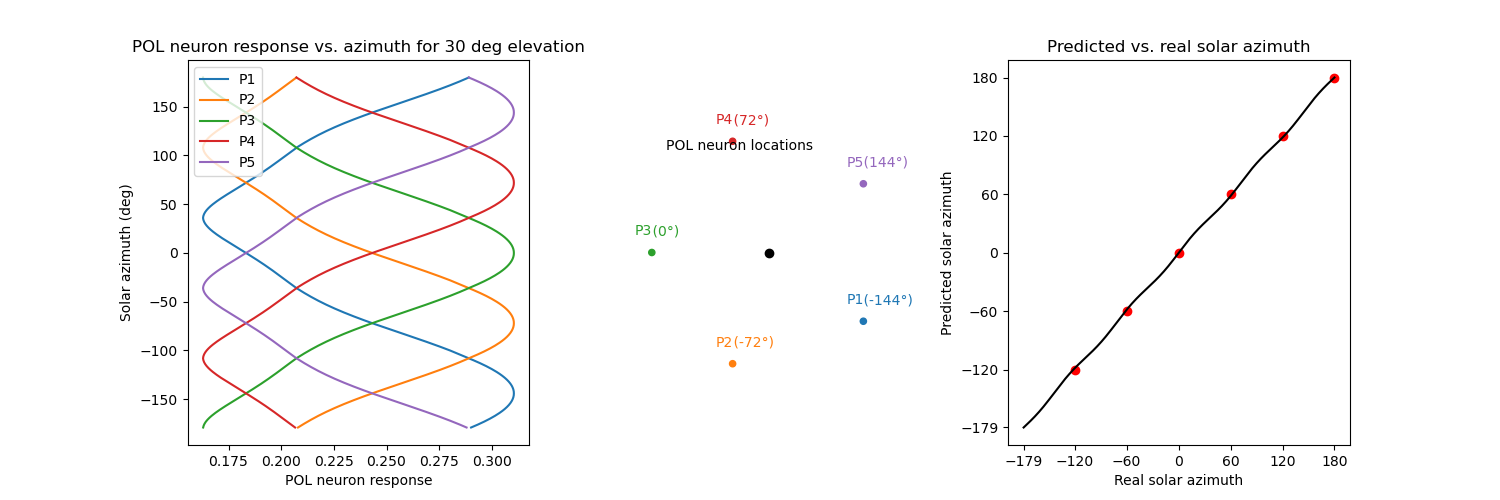 POL neuron response vs. azimuth for 30 deg elevation
P1
P2
P3
P4
P5
150
100
50
0
−50
−100
−150
Solar azimuth (deg)
0.175 0.200 0.225 0.250 0.275 0.300
POL neuron response
P4(72°)
POL neuron locations
P5(144°)
P3(0°)
P1(-144°)
P2(-72°)
Predicted vs. real solar azimuth
180
120
60
0
−60
−120
−179
Predicted solar azimuth
−179 −120 −60 0 60 120 180
Real solar azimuth